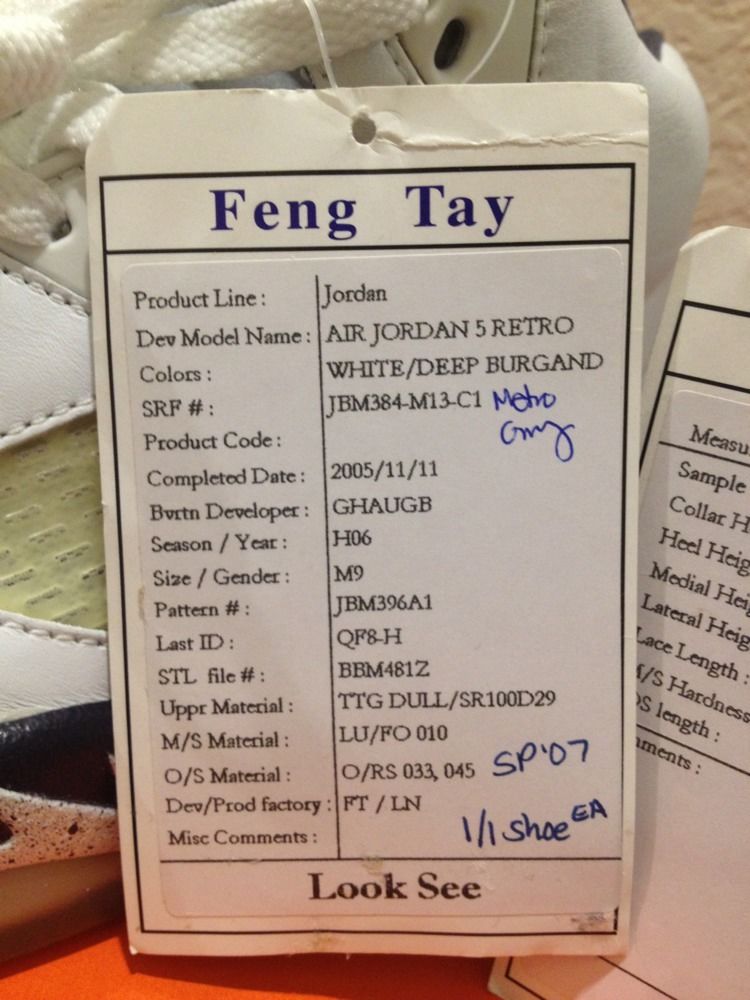 Feng Tay
Product Line : Jordan
Dev Model Name : AIR JORDAN 5 RETRO
Colors : WHITE/DEEP BURGAND
SRF # : JBM384-M13-C1 Metro
Grey
Product Code :
Completed Date : 2005/11/11
Bvrtn Developer : GHAUGB
Season / Year : H06
Size / Gender : M9
Pattern # : JBM396A1
Last ID : QF8-H
STL file # : BBM481Z
Uppr Material : TTG DULL/SR100D29
M/S Material : LU/FO 010
O/S Material : O/RS 033, 045 SP'07
Dev/Prod factory : FT / LN
Misc Comments : 1/1 Shoe EA
Look See
Measu
Sample
Collar H
Heel Heig
Medial Heig
Lateral Heig
Lace Length :
M/S Hardness
OS length :
mments :